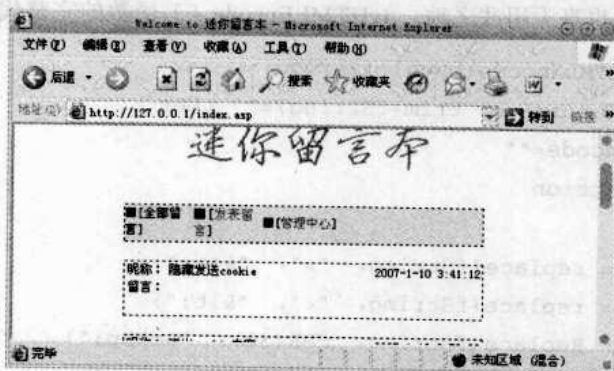 Welcome to 迷你留言本 - Microsoft Internet Explorer
文件(F) 编辑(E) 查看(V) 收藏(A) 工具(T) 帮助(H)
后退 搜索 收藏夹
地址(D) http://127.0.0.1/index.asp 转到 链接 »
迷你留言本
■[全部留言] ■[发表留言] ■[管理中心]
昵称: 隐藏发送cookie 2007-1-10 3:41:12
留言:
完毕 未知区域 (混合)